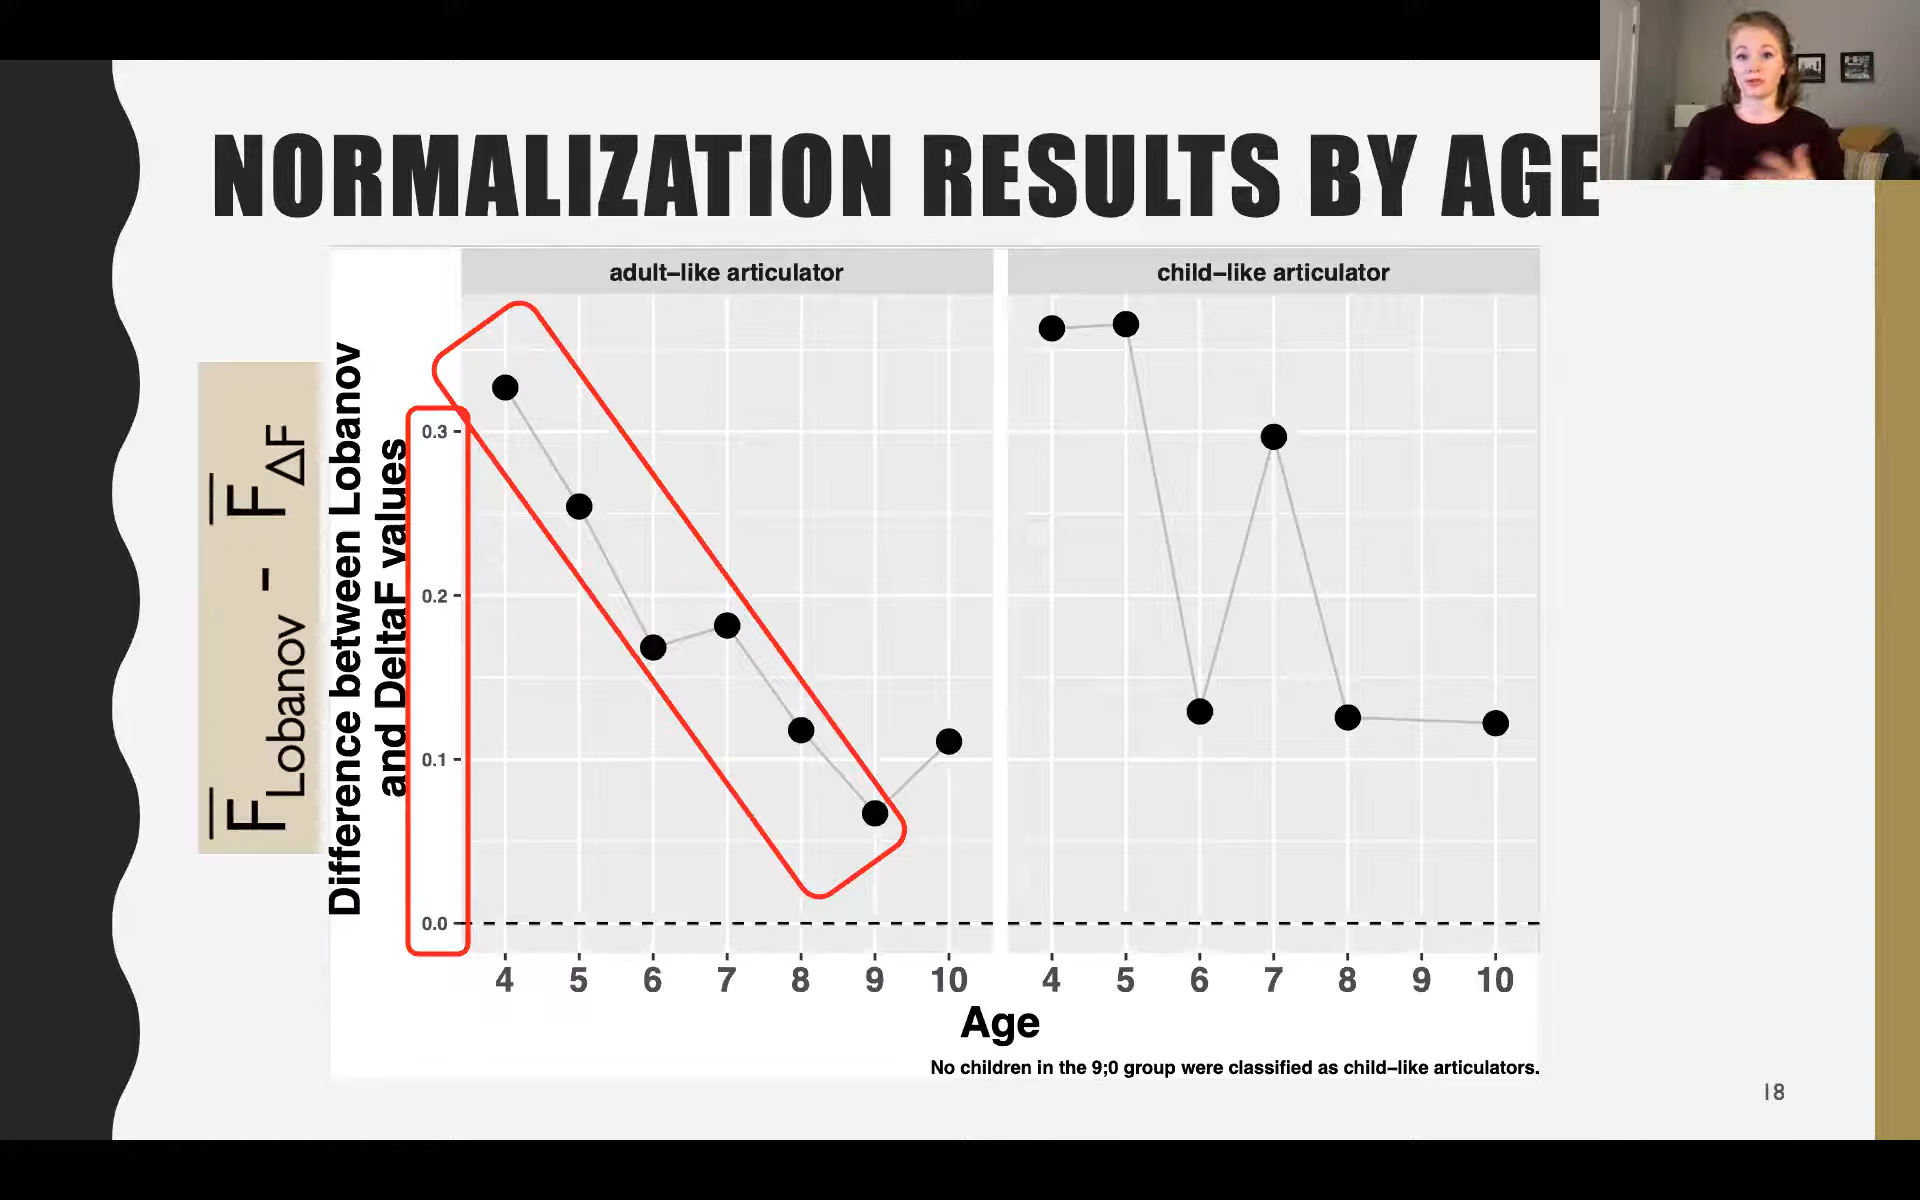 NORMALIZATION RESULTS BY AGE
F̅Lobanov - F̅ΔF
Difference between Lobanov
and DeltaF values
adult–like articulator
child–like articulator
0.3
0.2
0.1
0.0
4 5 6 7 8 9 10
4 5 6 7 8 9 10
Age
No children in the 9;0 group were classified as child–like articulators.
18